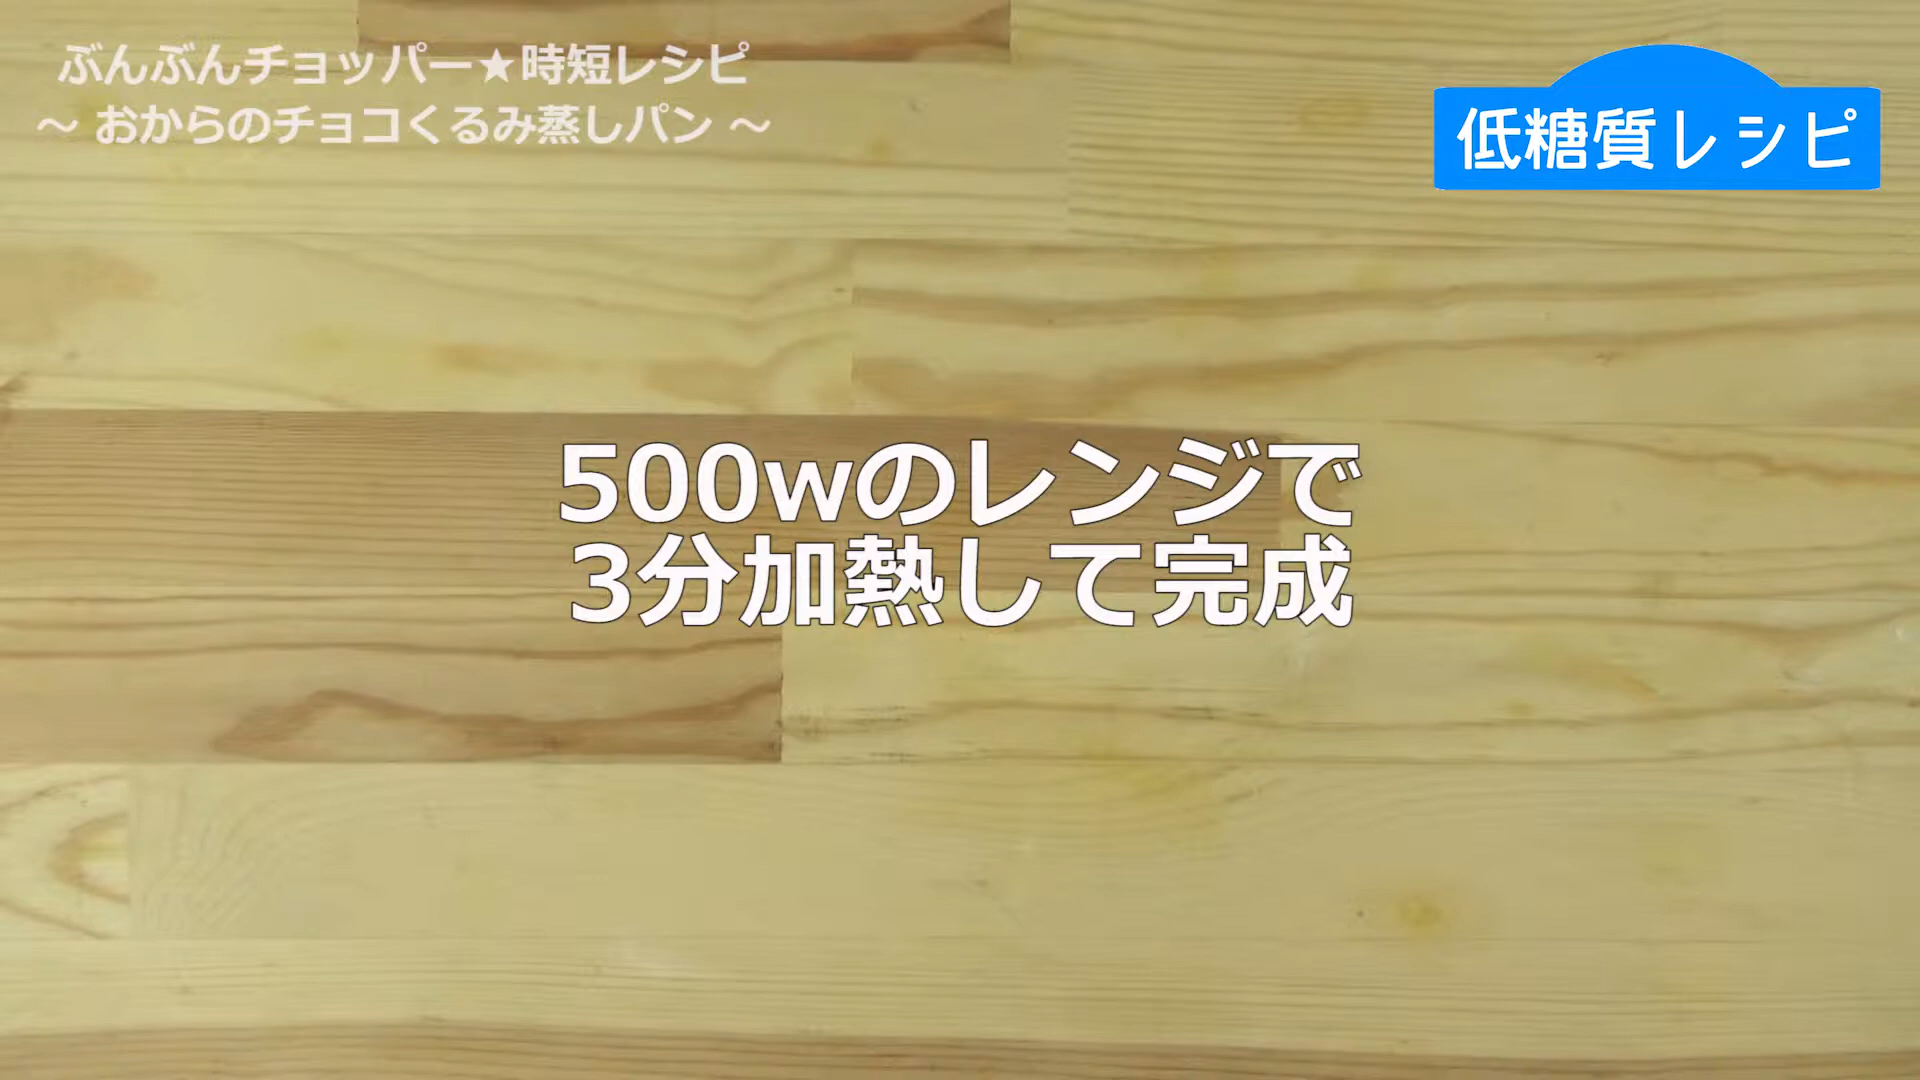 ぶんぶんチョッパー★時短レシピ
～ おからのチョコくるみ蒸しパン ～
低糖質レシピ
500wのレンジで
3分加熱して完成